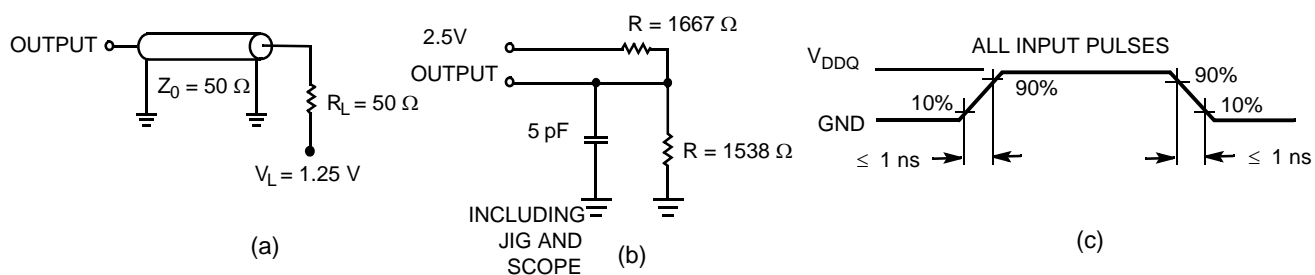 OUTPUT
Z0 = 50 Ω
RL = 50 Ω
VL = 1.25 V
(a)
R = 1667 Ω
2.5V
OUTPUT
5 pF
R = 1538 Ω
INCLUDING
JIG AND
SCOPE
(b)
ALL INPUT PULSES
VDDQ
90%
90%
10%
10%
GND
≤ 1 ns
≤ 1 ns
(c)